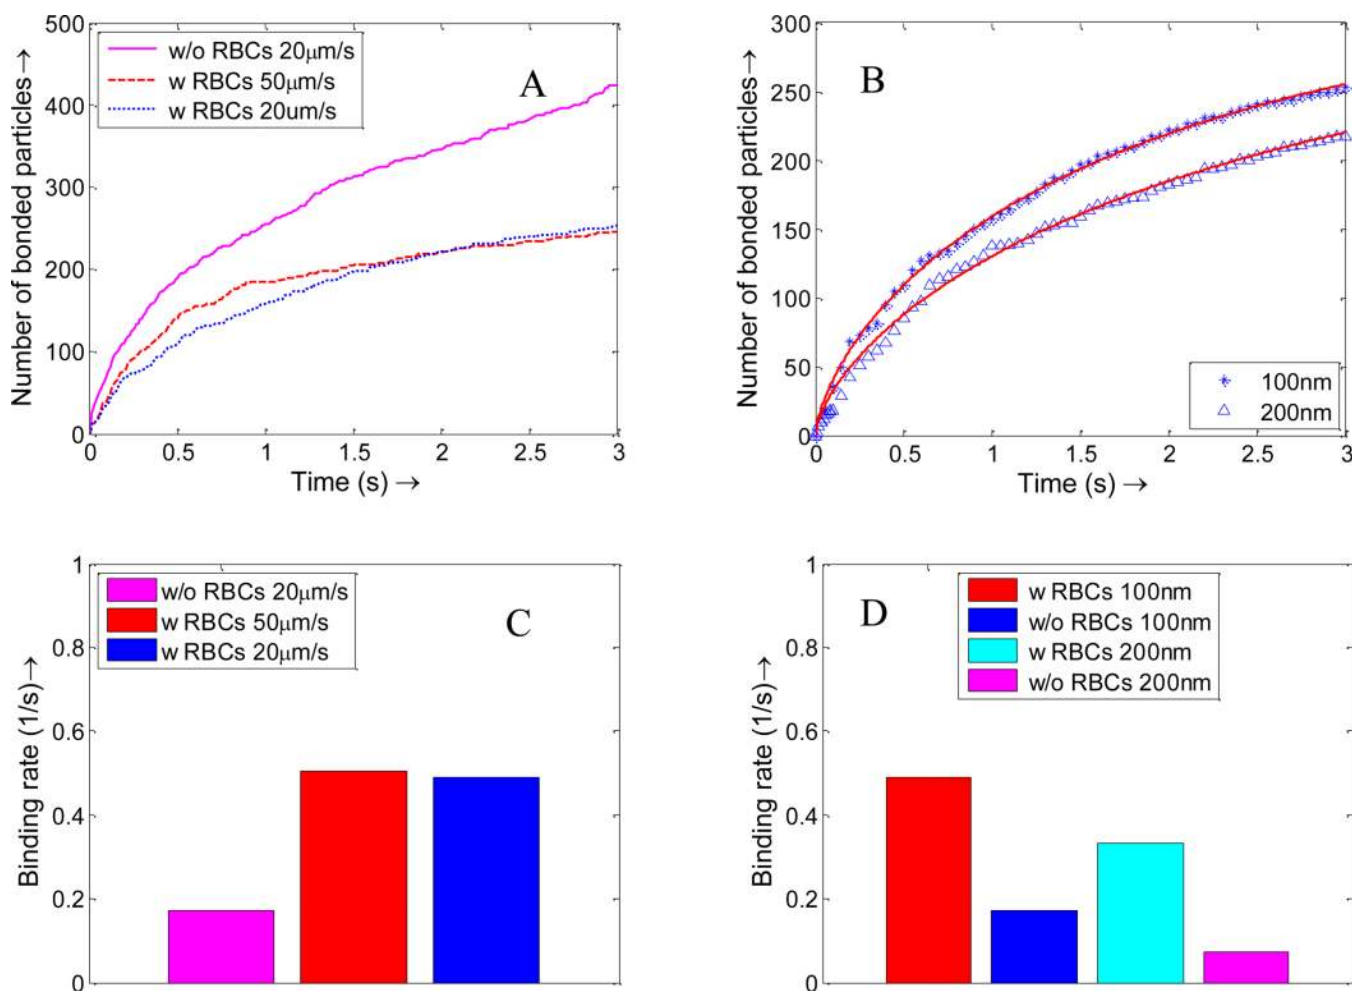 500
400
300
200
100
0
Number of bonded particles→
w/o RBCs 20μm/s
w RBCs 50μm/s
w RBCs 20um/s
A
0 0.5 1 1.5 2 2.5 3
Time (s) →
300
250
200
150
100
50
0
Number of bonded particles→
B
100nm
200nm
0 0.5 1 1.5 2 2.5 3
Time (s) →
1
0.8
0.6
0.4
0.2
0
Binding rate (1/s)→
w/o RBCs 20μm/s
w RBCs 50μm/s
w RBCs 20μm/s
C
1
0.8
0.6
0.4
0.2
0
Binding rate (1/s)→
D
w RBCs 100nm
w/o RBCs 100nm
w RBCs 200nm
w/o RBCs 200nm